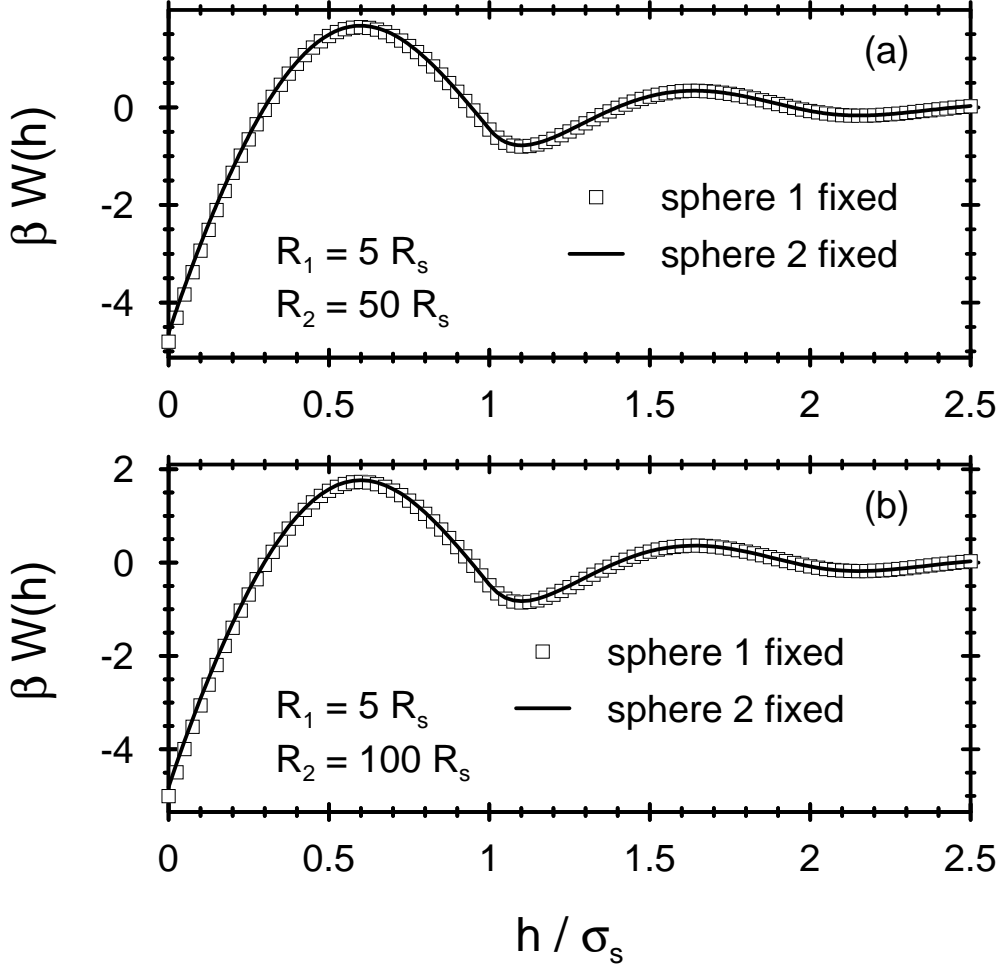 (a)
0
-2
-4
β W(h)
sphere 1 fixed
sphere 2 fixed
R₁ = 5 Rₛ
R₂ = 50 Rₛ
0 0.5 1 1.5 2 2.5
(b)
2
0
-2
-4
β W(h)
sphere 1 fixed
sphere 2 fixed
R₁ = 5 Rₛ
R₂ = 100 Rₛ
0 0.5 1 1.5 2 2.5
h / σₛ